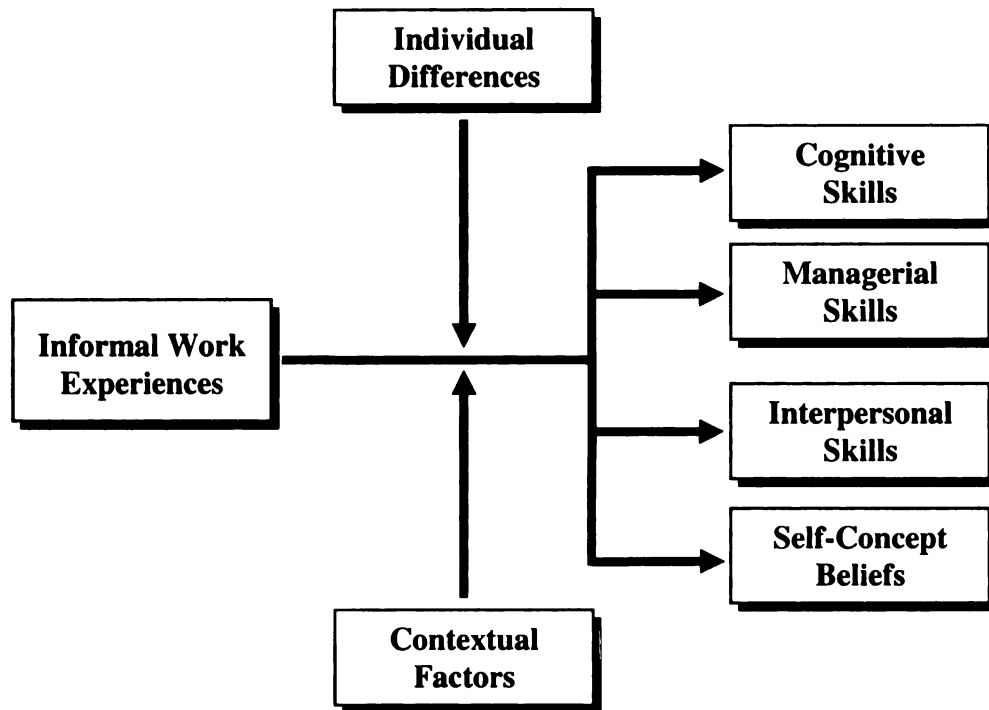 Individual
Differences
Cognitive
Skills
Managerial
Skills
Informal Work
Experiences
Interpersonal
Skills
Self-Concept
Beliefs
Contextual
Factors